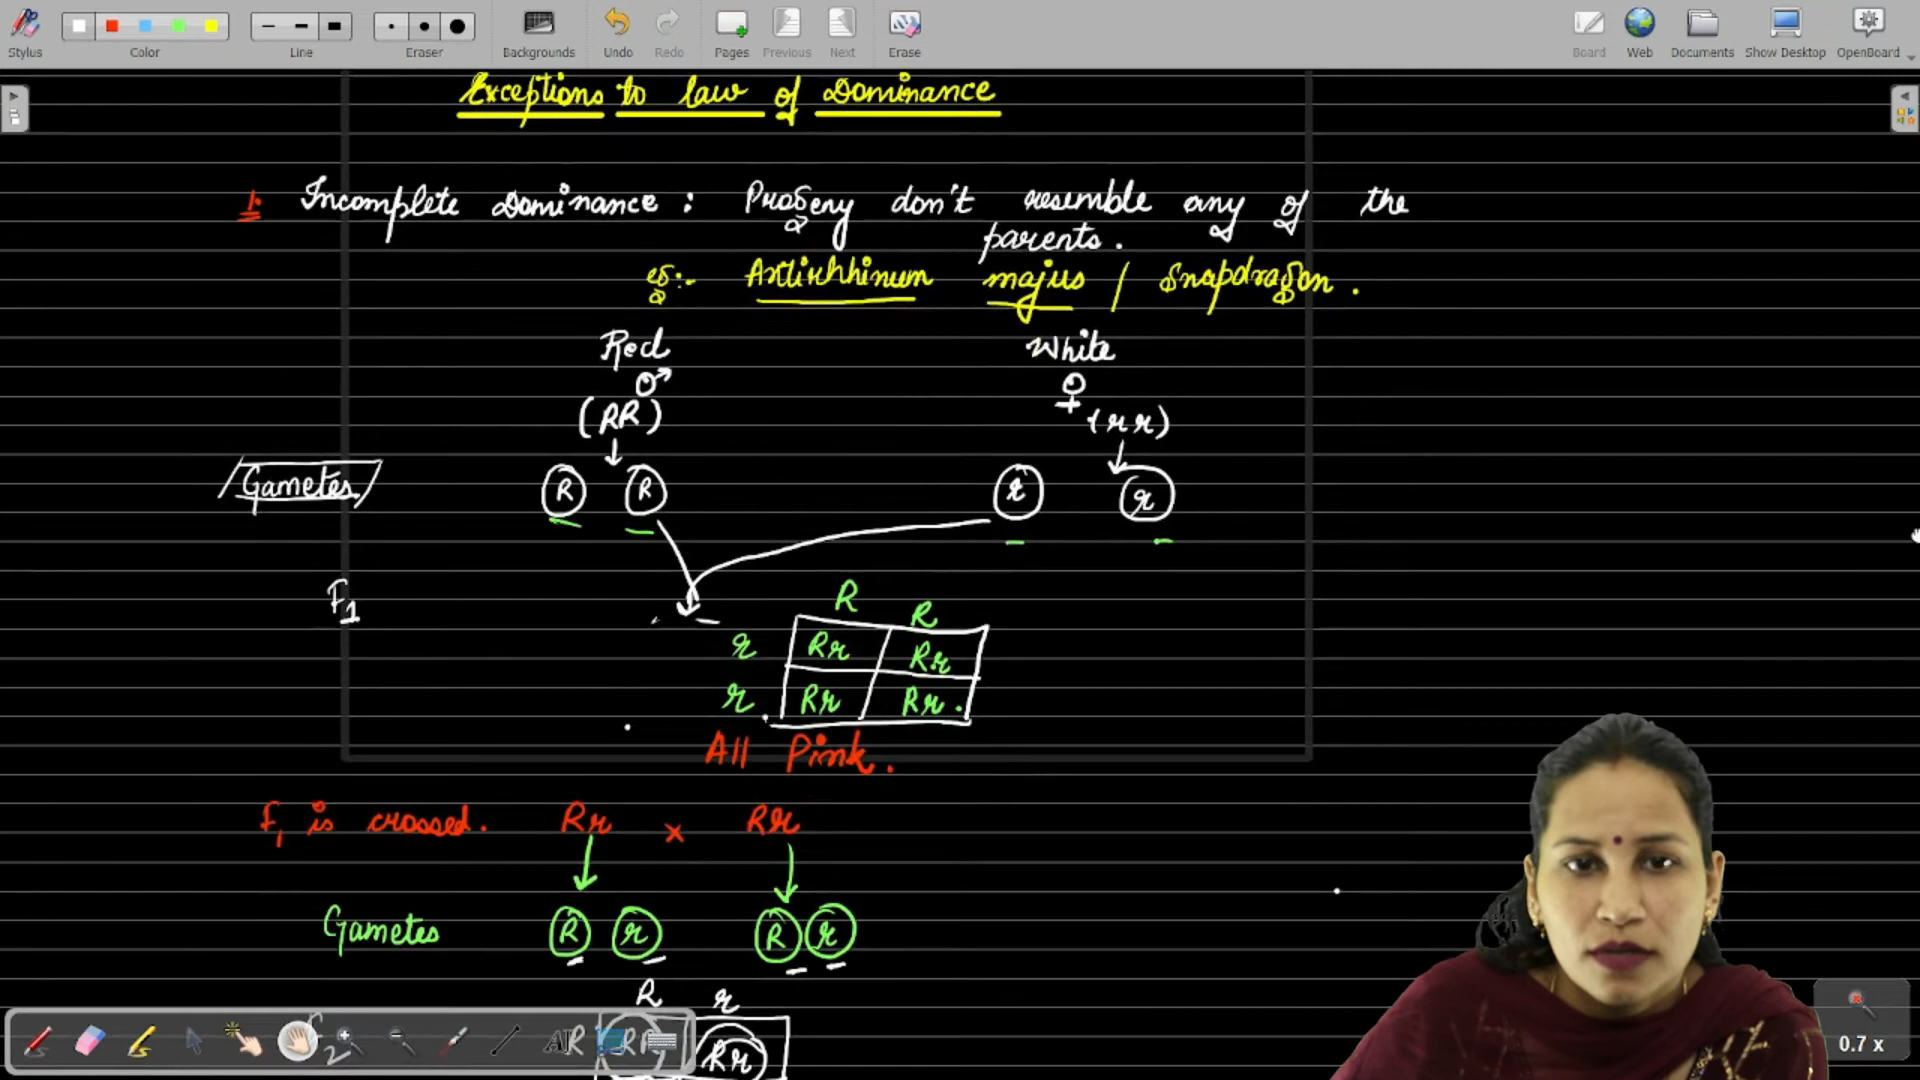 Stylus Color Line Eraser Backgrounds Undo Redo Pages Previous Next Erase Board Web Documents Show Desktop OpenBoard
Exceptions to law of Dominance
1. Incomplete Dominance : Progeny don't resemble any of the
parents.
eg:- Antirrhinum majus / Snapdragon.
Red White
♂ ♀
(RR) (rr)
Gametes R R r r
F1
R R
r Rr Rr
r Rr Rr
All Pink.
F1 is crossed. Rr x Rr
Gametes R r R r
R r
R RR Rr
0.7 x